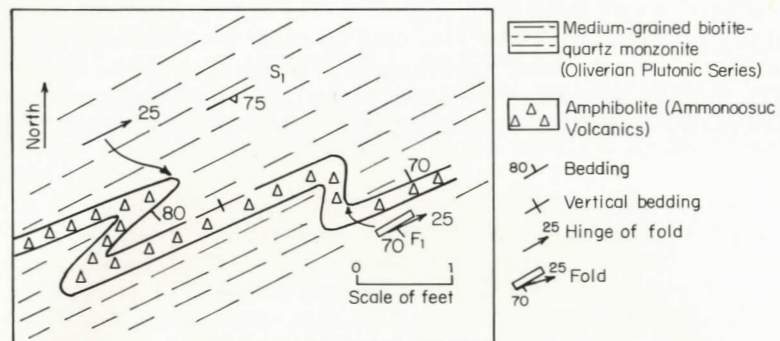 North
25
S1
75
80
70
25
70
F1
0 1
Scale of feet
Medium-grained biotite-
quartz monzonite
(Oliverian Plutonic Series)
Amphibolite (Ammonoosuc
Volcanics)
80 Bedding
Vertical bedding
25 Hinge of fold
25 Fold
70